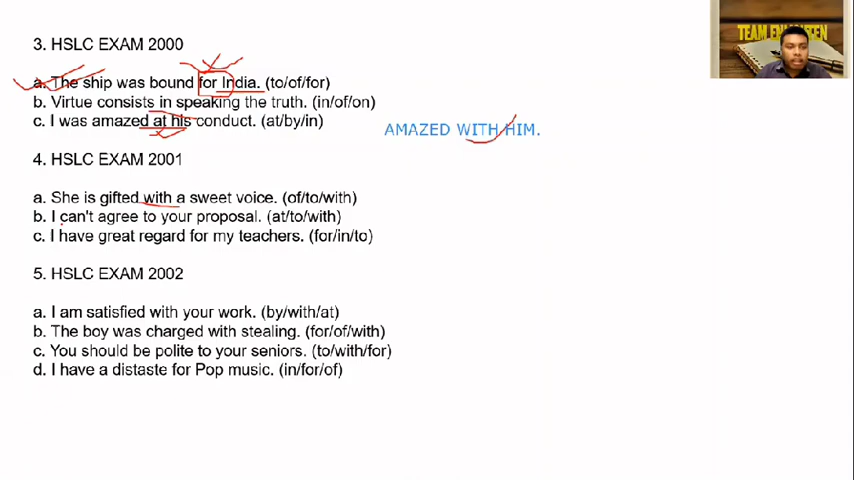 3. HSLC EXAM 2000
a. The ship was bound for India. (to/of/for)
b. Virtue consists in speaking the truth. (in/of/on)
c. I was amazed at his conduct. (at/by/in)
AMAZED WITH HIM.
4. HSLC EXAM 2001
a. She is gifted with a sweet voice. (of/to/with)
b. I can't agree to your proposal. (at/to/with)
c. I have great regard for my teachers. (for/in/to)
5. HSLC EXAM 2002
a. I am satisfied with your work. (by/with/at)
b. The boy was charged with stealing. (for/of/with)
c. You should be polite to your seniors. (to/with/for)
d. I have a distaste for Pop music. (in/for/of)